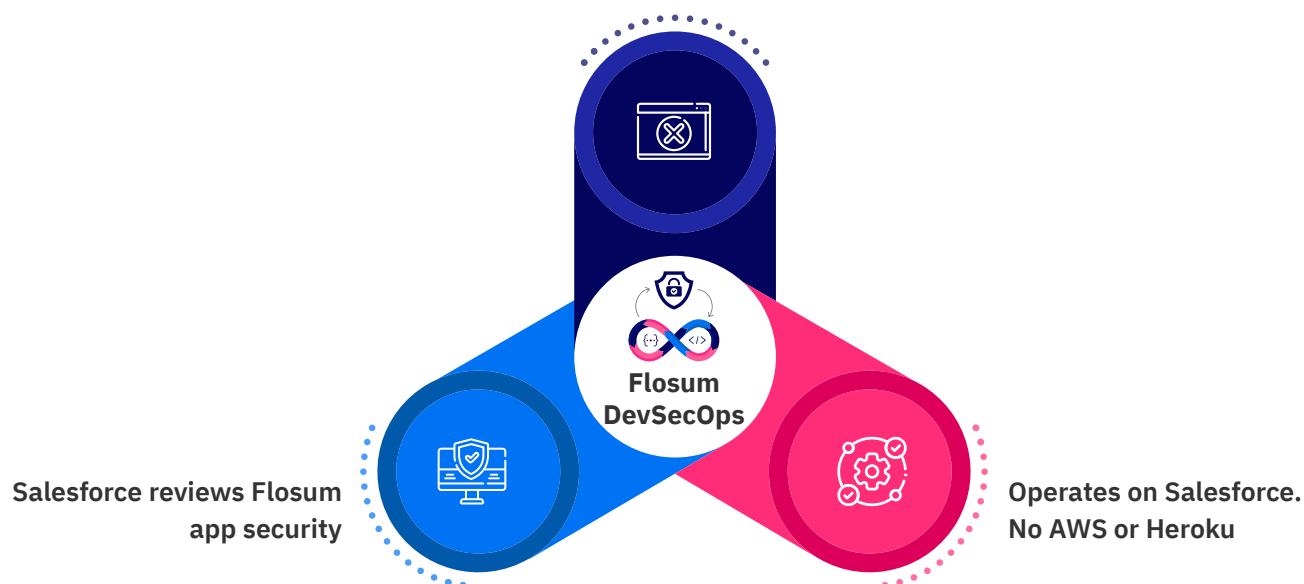 {··}
</>
Flosum
DevSecOps
Salesforce reviews Flosum
app security
Operates on Salesforce.
No AWS or Heroku